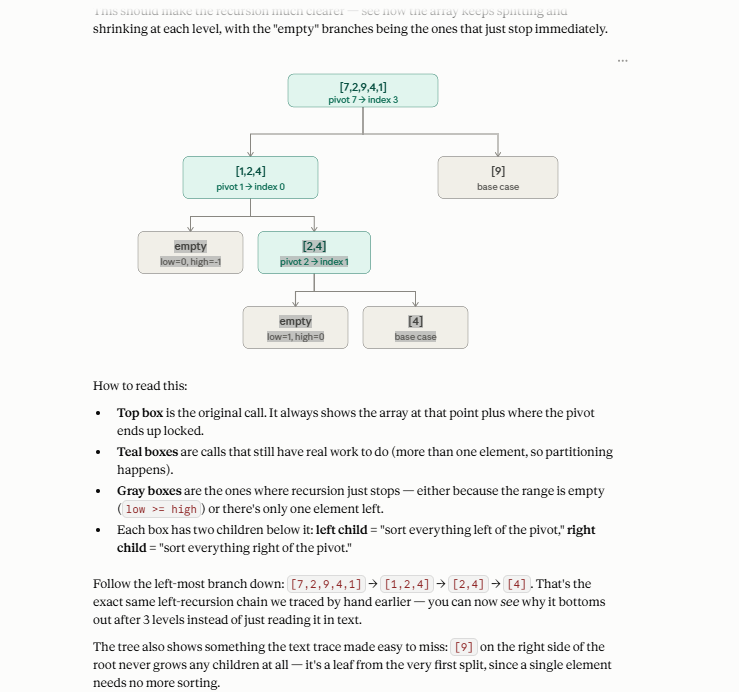 This should make the recursion much clearer — see how the array keeps splitting and
shrinking at each level, with the "empty" branches being the ones that just stop immediately.
...
[7,2,9,4,1]
pivot 7 → index 3
[1,2,4]
pivot 1 → index 0
[9]
base case
empty
low=0, high=-1
[2,4]
pivot 2 → index 1
empty
low=1, high=0
[4]
base case
How to read this:
• Top box is the original call. It always shows the array at that point plus where the pivot
ends up locked.
• Teal boxes are calls that still have real work to do (more than one element, so partitioning
happens).
• Gray boxes are the ones where recursion just stops — either because the range is empty
(low >= high) or there's only one element left.
• Each box has two children below it: left child = "sort everything left of the pivot," right
child = "sort everything right of the pivot."
Follow the left-most branch down: [7,2,9,4,1] → [1,2,4] → [2,4] → [4]. That's the
exact same left-recursion chain we traced by hand earlier — you can now see why it bottoms
out after 3 levels instead of just reading it in text.
The tree also shows something the text trace made easy to miss: [9] on the right side of the
root never grows any children at all — it's a leaf from the very first split, since a single element
needs no more sorting.